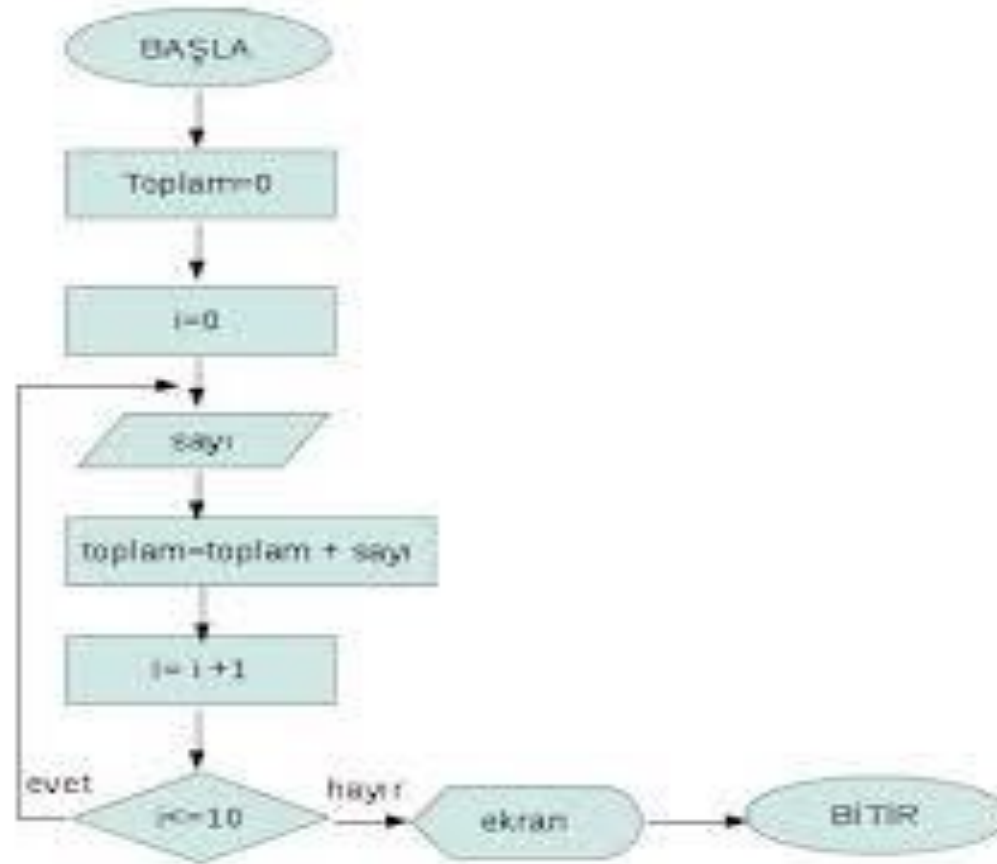 BAŞLA
Toplam=0
i=0
sayı
toplam=toplam + sayı
i= i +1
i<=10
evet
hayır
ekran
BİTİR